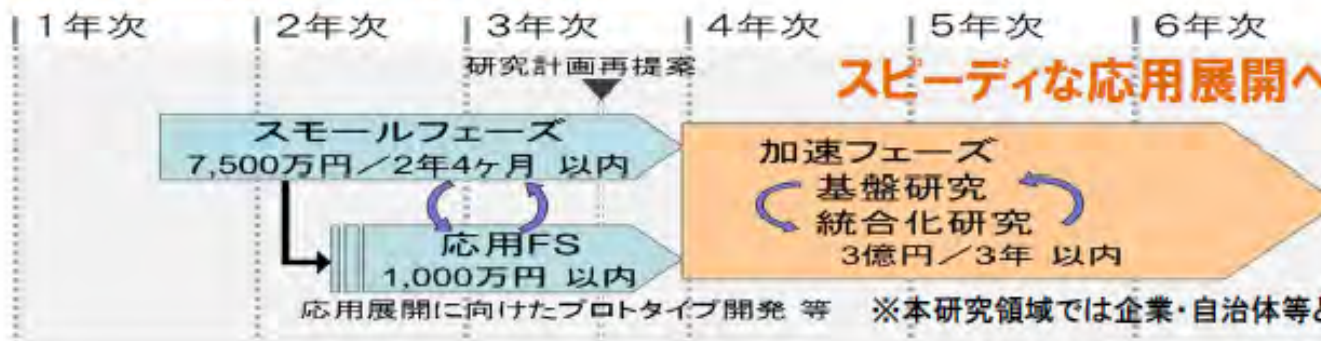 1年次 2年次 3年次 4年次 5年次 6年次
研究計画再提案
スピーディな応用展開へ
スモールフェーズ
7,500万円／2年4ヶ月 以内
加速フェーズ
基盤研究
統合化研究
3億円／3年 以内
応用FS
1,000万円 以内
応用展開に向けたプロトタイプ開発 等
※本研究領域では企業・自治体等と